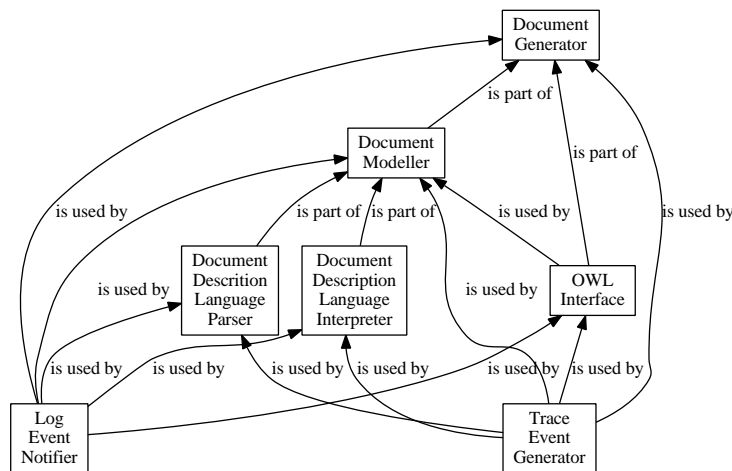 Document
Generator
is part of
Document
Modeller
is part of
is used by
is part of
is part of
is used by
is used by
Document
Descrition
Language
Parser
Document
Description
Language
Interpreter
OWL
Interface
is used by
is used by
is used by
is used by
is used by
is used by
is used by
Log
Event
Notifier
Trace
Event
Generator